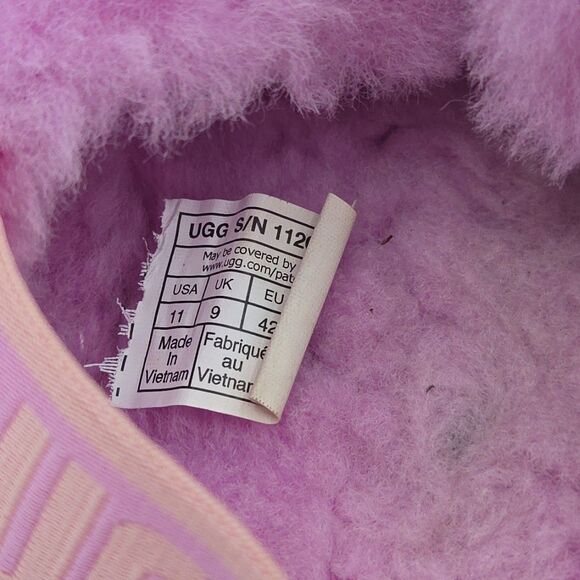 UGG S/N 112
May be covered by
www.ugg.com/pat
USA UK EU
11 9 42
Made Fabriqué
In au
Vietnam Vietnam